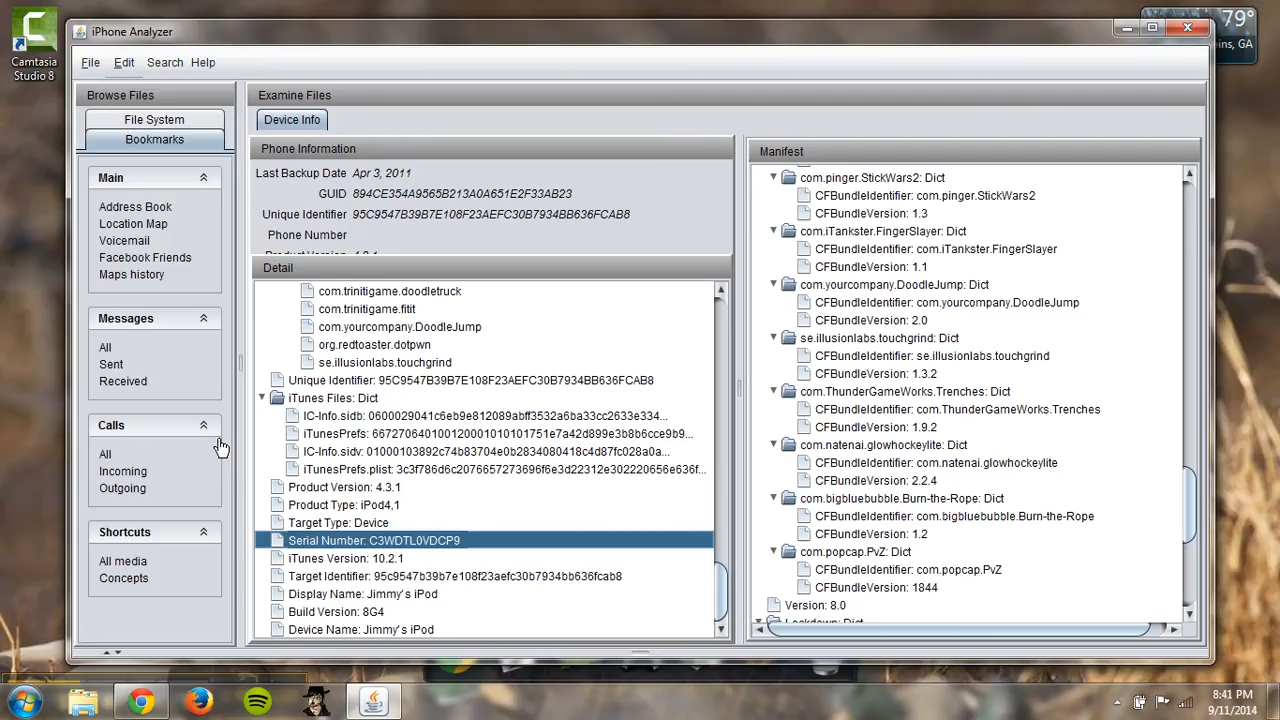 Camtasia
Studio 8
iPhone Analyzer
79°
ins, GA
File Edit Search Help
Browse Files
File System
Bookmarks
Main
Address Book
Location Map
Voicemail
Facebook Friends
Maps history
Messages
All
Sent
Received
Calls
All
Incoming
Outgoing
Shortcuts
All media
Concepts
Examine Files
Device Info
Phone Information
Last Backup Date Apr 3, 2011
GUID 894CE354A9565B213A0A651E2F33AB23
Unique Identifier 95C9547B39B7E108F23AEFC30B7934BB636FCAB8
Phone Number
Detail
com.trinitigame.doodletruck
com.trinitigame.fitit
com.yourcompany.DoodleJump
org.redtoaster.dotpwn
se.illusionlabs.touchgrind
Unique Identifier: 95C9547B39B7E108F23AEFC30B7934BB636FCAB8
iTunes Files: Dict
IC-Info.sidb: 0600029041c6eb9e812089abff3532a6ba33cc2633e334...
iTunesPrefs: 667270640100120001010101751e7a42d899e3b8b6cce9b9...
IC-Info.sidv: 01000103892c74b83704e0b2834080418c4d87fc028a0a...
iTunesPrefs.plist: 3c3f786d6c2076657273696f6e3d22312e302220656e636f...
Product Version: 4.3.1
Product Type: iPod4,1
Target Type: Device
Serial Number: C3WDTL0VDCP9
iTunes Version: 10.2.1
Target Identifier: 95c9547b39b7e108f23aefc30b7934bb636fcab8
Display Name: Jimmy's iPod
Build Version: 8G4
Device Name: Jimmy's iPod
Manifest
com.pinger.StickWars2: Dict
CFBundleIdentifier: com.pinger.StickWars2
CFBundleVersion: 1.3
com.iTankster.FingerSlayer: Dict
CFBundleIdentifier: com.iTankster.FingerSlayer
CFBundleVersion: 1.1
com.yourcompany.DoodleJump: Dict
CFBundleIdentifier: com.yourcompany.DoodleJump
CFBundleVersion: 2.0
se.illusionlabs.touchgrind: Dict
CFBundleIdentifier: se.illusionlabs.touchgrind
CFBundleVersion: 1.3.2
com.ThunderGameWorks.Trenches: Dict
CFBundleIdentifier: com.ThunderGameWorks.Trenches
CFBundleVersion: 1.9.2
com.natenai.glowhockeylite: Dict
CFBundleIdentifier: com.natenai.glowhockeylite
CFBundleVersion: 2.2.4
com.bigbluebubble.Burn-the-Rope: Dict
CFBundleIdentifier: com.bigbluebubble.Burn-the-Rope
CFBundleVersion: 1.2
com.popcap.PvZ: Dict
CFBundleIdentifier: com.popcap.PvZ
CFBundleVersion: 1844
Version: 8.0
Lockdown: Dict
8:41 PM
9/11/2014